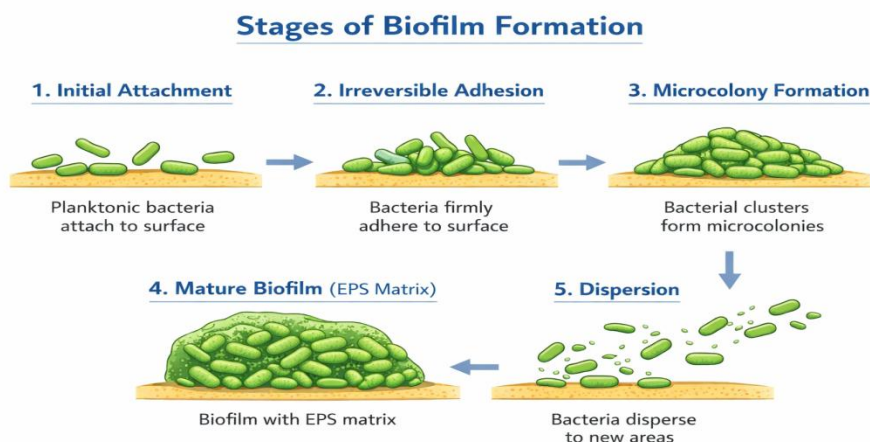 Stages of Biofilm Formation
1. Initial Attachment
Planktonic bacteria
attach to surface
2. Irreversible Adhesion
Bacteria firmly
adhere to surface
3. Microcolony Formation
Bacterial clusters
form microcolonies
4. Mature Biofilm (EPS Matrix)
Biofilm with EPS matrix
5. Dispersion
Bacteria disperse
to new areas